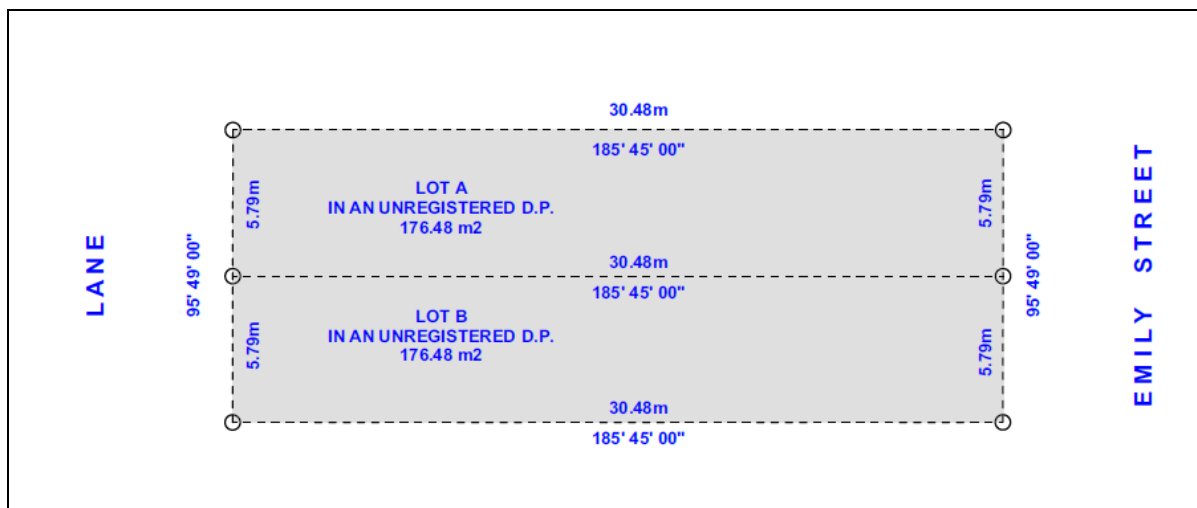 30.48m
185' 45' 00"
LOT A
IN AN UNREGISTERED D.P.
176.48 m2
5.79m
5.79m
LANE
95' 49' 00"
30.48m
185' 45' 00"
95' 49' 00"
EMILY STREET
LOT B
IN AN UNREGISTERED D.P.
176.48 m2
5.79m
5.79m
30.48m
185' 45' 00"